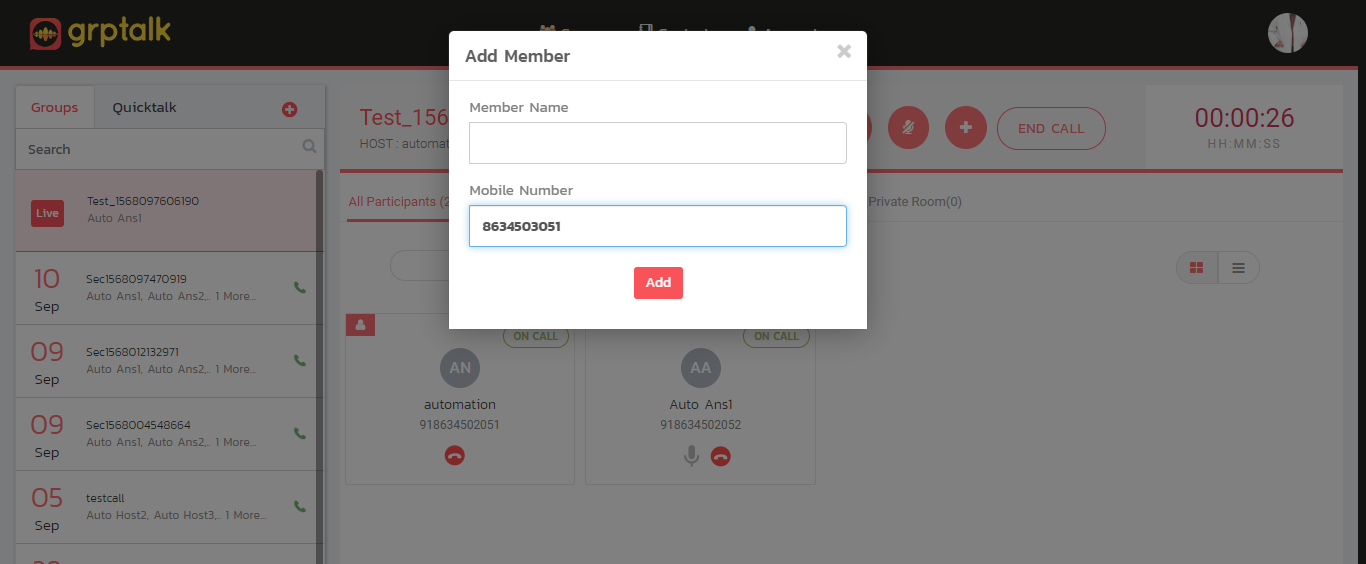 grptalk
Add Member
×
Groups
Quicktalk
Search
Live
Test_1568097606190
Auto Ans1
10
Sep
Sec1568097470919
Auto Ans1, Auto Ans2,.. 1 More...
09
Sep
Sec1568012132971
Auto Ans1, Auto Ans2,.. 1 More...
09
Sep
Sec1568004548664
Auto Ans1, Auto Ans2,.. 1 More...
05
Sep
testcall
Auto Host2, Auto Host3,.. 1 More...
Member Name
Mobile Number
8634503051
Add
Test_156
HOST : automa
END CALL
00:00:26
HH:MM:SS
All Participants (2
Private Room(0)
ON CALL
AN
automation
918634502051
ON CALL
AA
Auto Ans1
918634502052